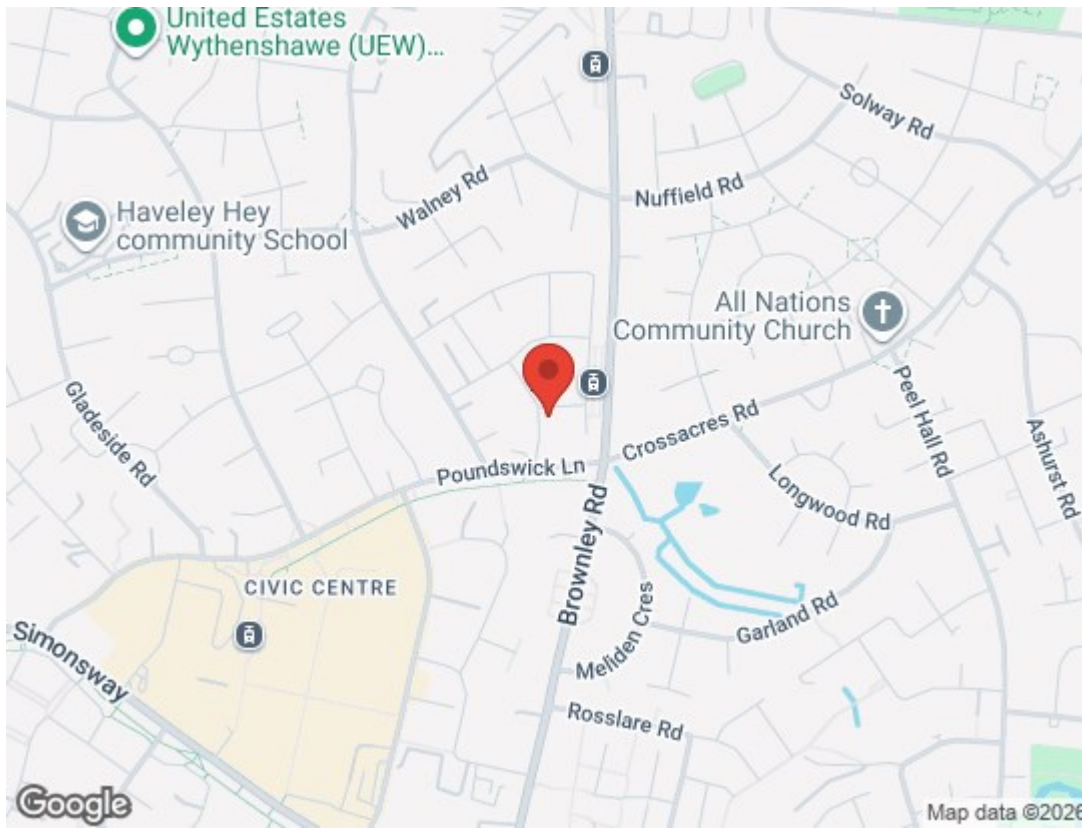 United Estates
Wythenshawe (UEW)...
Solway Rd
Walney Rd
Nuffield Rd
Haveley Hey
community School
All Nations
Community Church
Gladeside Rd
Peel Hall Rd
Crossacres Rd
Ashurst Rd
Poundswick Ln
Longwood Rd
Brownley Rd
CIVIC CENTRE
Garland Rd
Simonsway
Meliden Cres
Rosslare Rd
Google
Map data ©2026